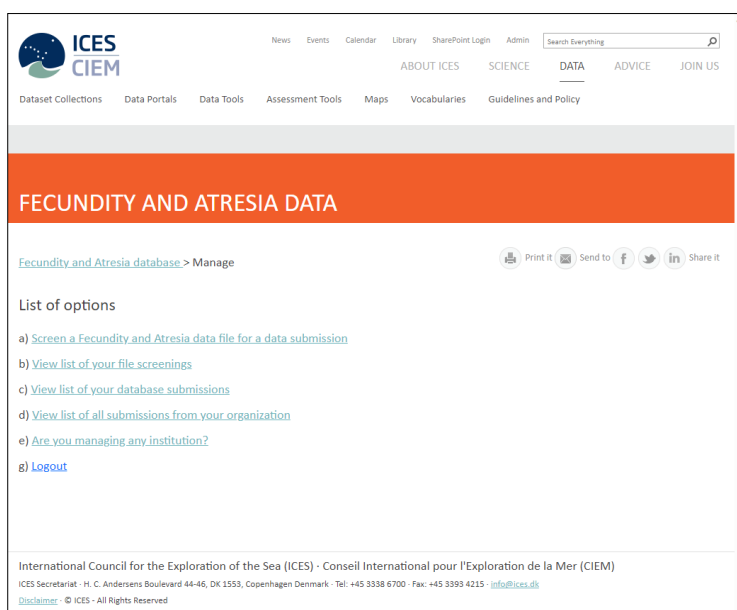 ICES
CIEM
News Events Calendar Library SharePoint Login Admin Search Everything
ABOUT ICES SCIENCE DATA ADVICE JOIN US
Dataset Collections Data Portals Data Tools Assessment Tools Maps Vocabularies Guidelines and Policy
FECUNDITY AND ATRESIA DATA
Fecundity and Atresia database > Manage
Print it Send to f in Share it
List of options
a) Screen a Fecundity and Atresia data file for a data submission
b) View list of your file screenings
c) View list of your database submissions
d) View list of all submissions from your organization
e) Are you managing any institution?
g) Logout
International Council for the Exploration of the Sea (ICES) · Conseil International pour l'Exploration de la Mer (CIEM)
ICES Secretariat · H. C. Andersens Boulevard 44-46, DK 1553, Copenhagen Denmark · Tel: +45 3338 6700 · Fax: +45 3393 4215 · info@ices.dk
Disclaimer · © ICES - All Rights Reserved